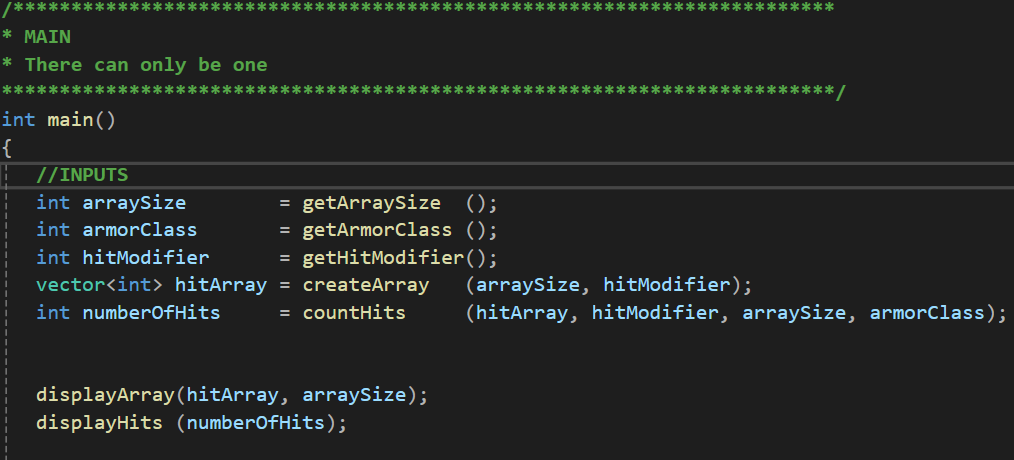 /***********************************************************************
* MAIN
* There can only be one
************************************************************************/
int main()
{
//INPUTS
int arraySize        = getArraySize  ();
int armorClass       = getArmorClass ();
int hitModifier      = getHitModifier();
vector<int> hitArray = createArray   (arraySize, hitModifier);
int numberOfHits     = countHits     (hitArray, hitModifier, arraySize, armorClass);
displayArray(hitArray, arraySize);
displayHits (numberOfHits);